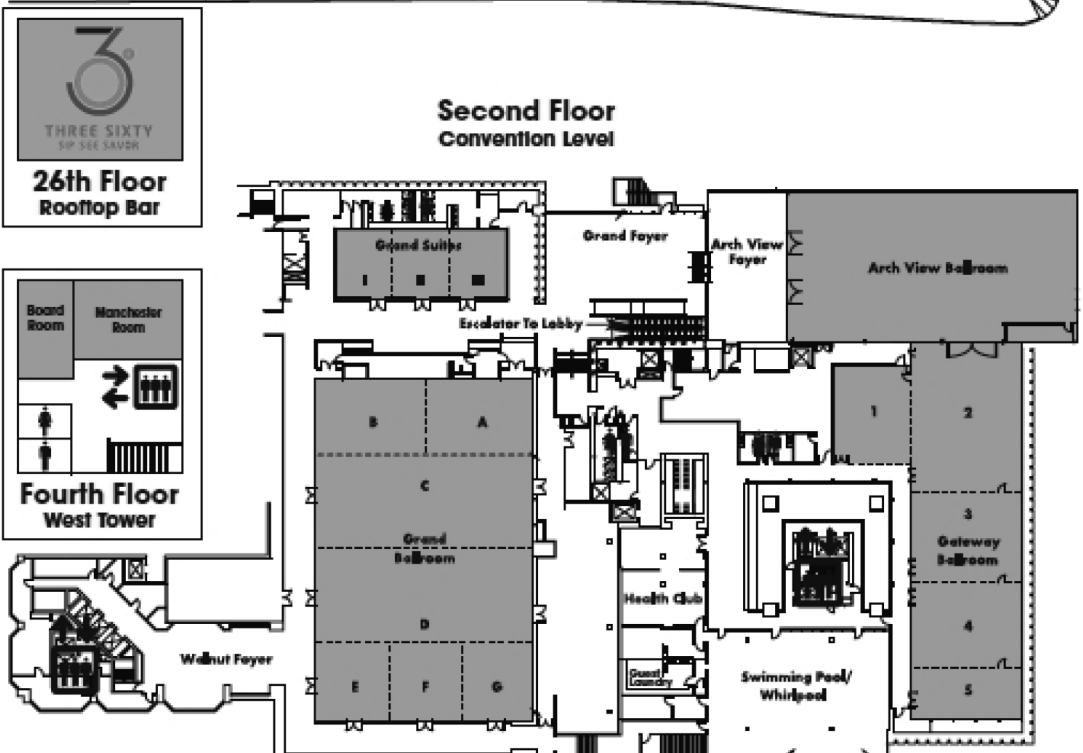 3°
THREE SIXTY
SIP SEE SAVOR
26th Floor
Rooftop Bar
Second Floor
Convention Level
Board
Room
Manchester
Room
Fourth Floor
West Tower
Grand Suites
I II III
Grand Foyer
Arch View
Foyer
Arch View Ballroom
Escalator To Lobby
B A
C
Grand
Ballroom
D
E F G
Walnut Foyer
Health Club
Guest
Laundry
Swimming Pool/
Whirlpool
1 2
3
Gateway
Ballroom
4
5